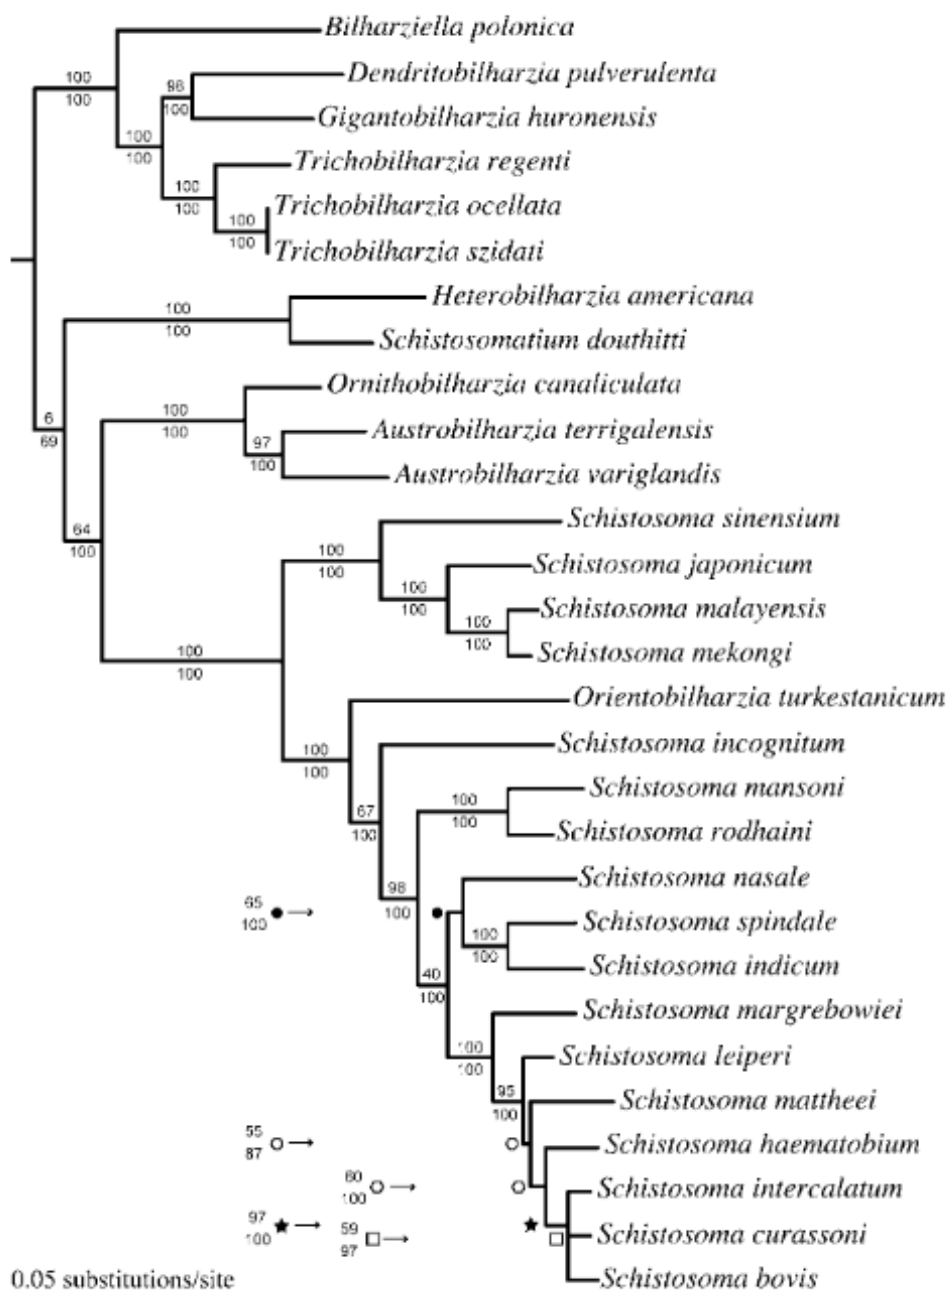 Bilharziella polonica
Dendritobilharzia pulverulenta
100
100
96
100
Gigantobilharzia huronensis
100
100
Trichobilharzia regenti
100
100
Trichobilharzia ocellata
100
100
Trichobilharzia szidati
Heterobilharzia americana
100
100
Schistosomatium douthitti
Ornithobilharzia canaliculata
100
100
6
69
Austrobilharzia terrigalensis
97
100
Austrobilharzia variglandis
Schistosoma sinensium
64
100
100
100
Schistosoma japonicum
100
100
Schistosoma malayensis
100
100
Schistosoma mekongi
100
100
Orientobilharzia turkestanicum
Schistosoma incognitum
100
100
Schistosoma mansoni
67
100
100
100
Schistosoma rodhaini
Schistosoma nasale
98
100
65
100
Schistosoma spindale
100
100
Schistosoma indicum
40
100
Schistosoma margrebowiei
100
100
Schistosoma leiperi
95
100
Schistosoma mattheei
55
87
Schistosoma haematobium
60
100
Schistosoma intercalatum
97
100
59
97
Schistosoma curassoni
Schistosoma bovis
0.05 substitutions/site